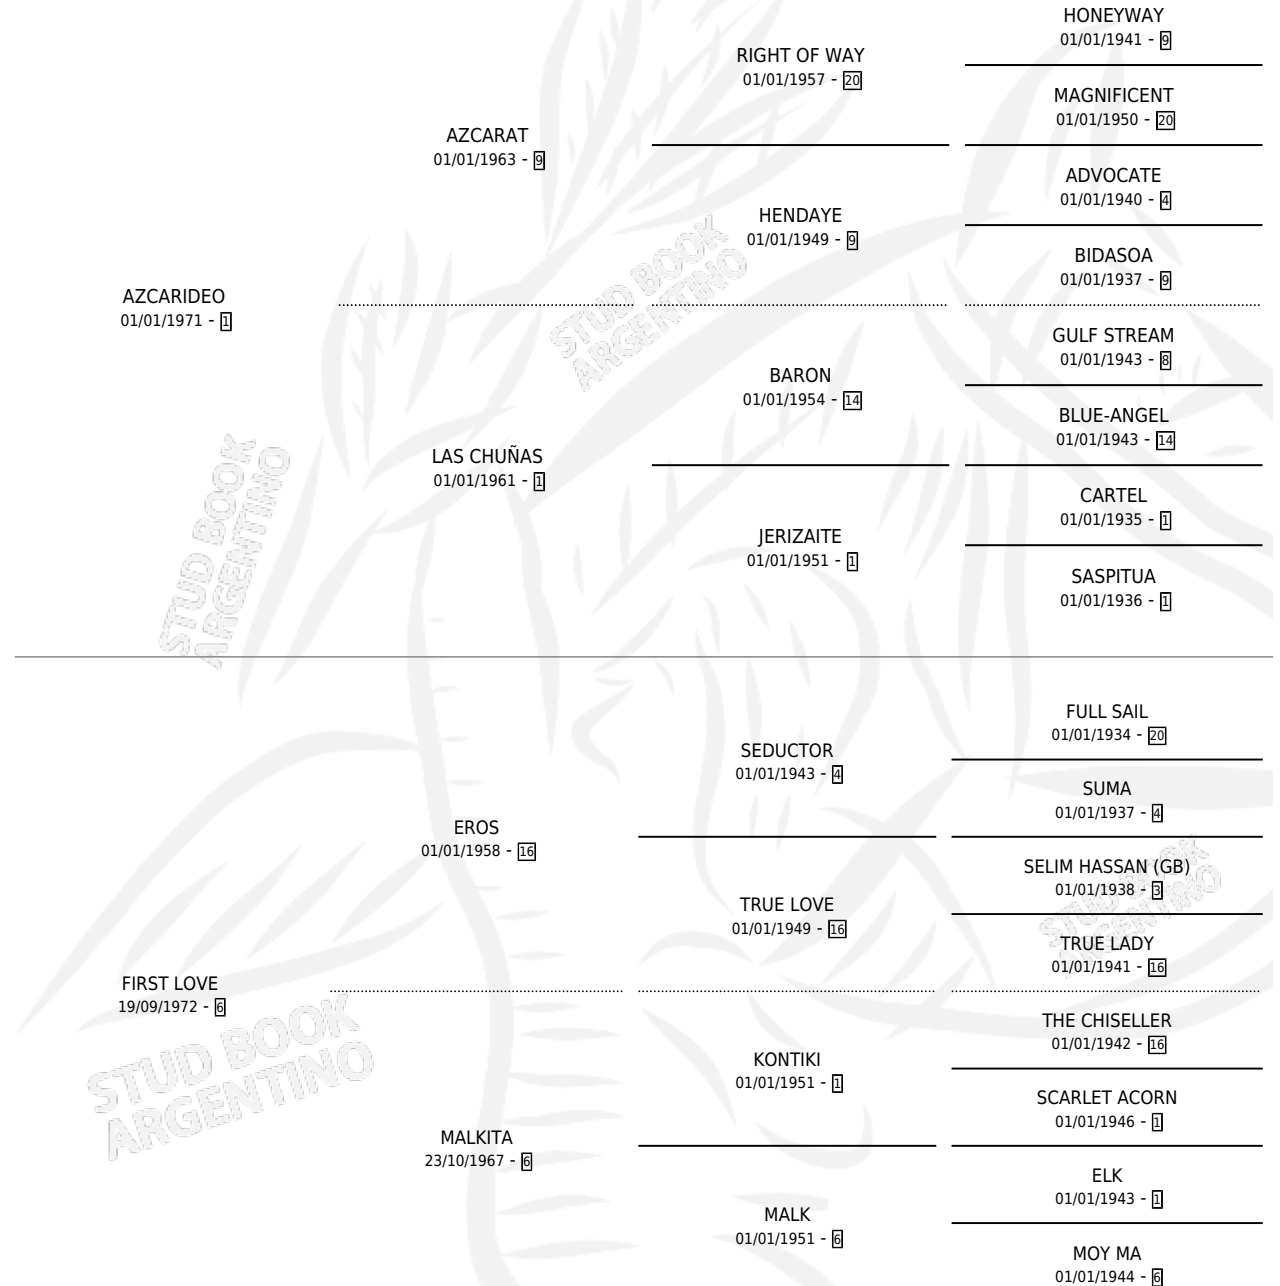 HONEYWAY
01/01/1941 - 9
RIGHT OF WAY
01/01/1957 - 20
MAGNIFICENT
01/01/1950 - 20
AZCARAT
01/01/1963 - 9
ADVOCATE
01/01/1940 - 4
HENDAYE
01/01/1949 - 9
BIDASOA
01/01/1937 - 9
AZCARIDEO
01/01/1971 - 1
GULF STREAM
01/01/1943 - 8
BARON
01/01/1954 - 14
BLUE-ANGEL
01/01/1943 - 14
LAS CHUÑAS
01/01/1961 - 1
CARTEL
01/01/1935 - 1
JERIZAITE
01/01/1951 - 1
SASPITUA
01/01/1936 - 1
STUD BOOK
ARGENTINO
STUD BOOK
ARGENTINO
FULL SAIL
01/01/1934 - 20
SEDUCTOR
01/01/1943 - 4
SUMA
01/01/1937 - 4
EROS
01/01/1958 - 16
SELIM HASSAN (GB)
01/01/1938 - 3
TRUE LOVE
01/01/1949 - 16
TRUE LADY
01/01/1941 - 16
STUD BOOK
ARGENTINO
FIRST LOVE
19/09/1972 - 6
THE CHISELLER
01/01/1942 - 16
KONTIKI
01/01/1951 - 1
SCARLET ACORN
01/01/1946 - 1
STUD BOOK
ARGENTINO
MALKITA
23/10/1967 - 6
ELK
01/01/1943 - 1
MALK
01/01/1951 - 6
MOY MA
01/01/1944 - 6